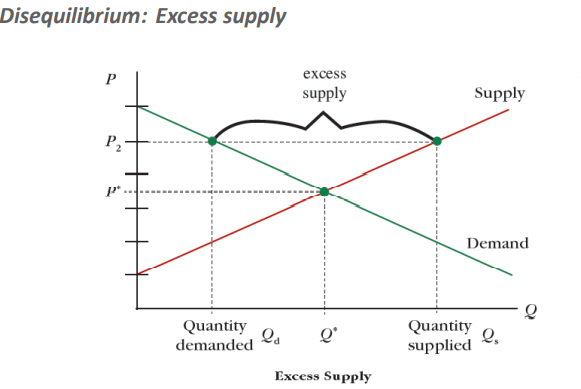 Disequilibrium: Excess supply
P
excess
supply
Supply
P₂
P*
Demand
Q
Quantity
demanded Qd
Q*
Quantity
supplied Qₛ
Excess Supply